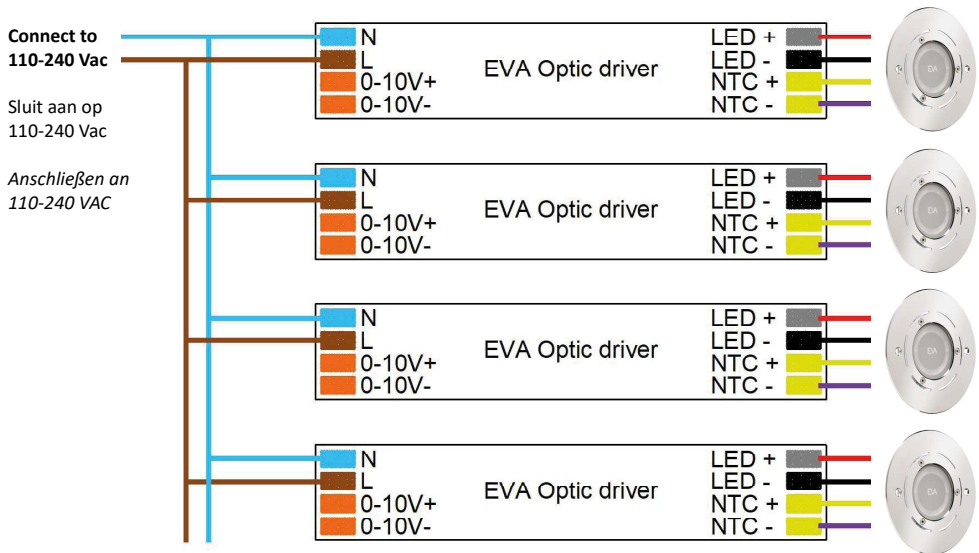 Connect to
110-240 Vac
Sluit aan op
110-240 Vac
Anschließen an
110-240 VAC
N
L
0-10V+
0-10V-
EVA Optic driver
LED +
LED -
NTC +
NTC -
N
L
0-10V+
0-10V-
EVA Optic driver
LED +
LED -
NTC +
NTC -
N
L
0-10V+
0-10V-
EVA Optic driver
LED +
LED -
NTC +
NTC -
N
L
0-10V+
0-10V-
EVA Optic driver
LED +
LED -
NTC +
NTC -